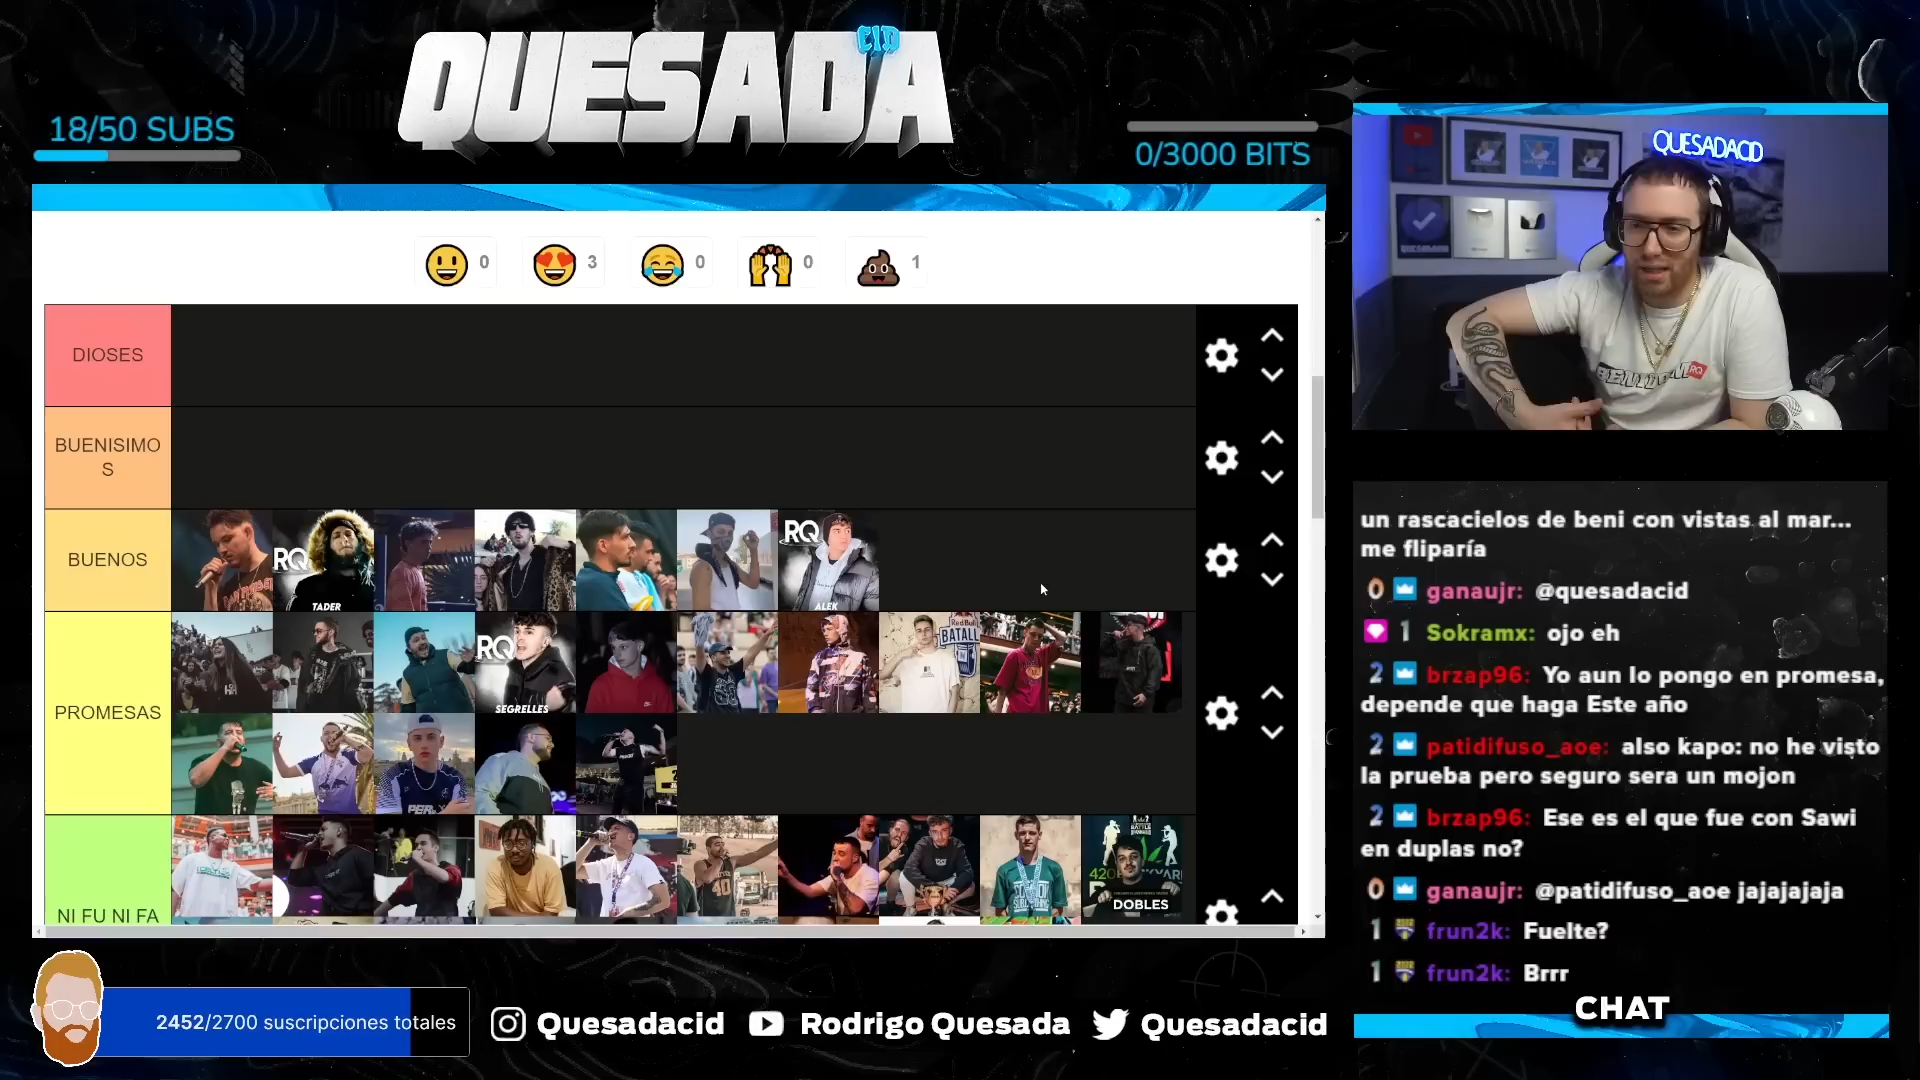 QUESADA
CID
18/50 SUBS
0/3000 BITS
QUESADACID
0
3
0
0
1
DIOSES
BUENISIMO
S
BUENOS
RQ
TADER
RQ
ALEK
PROMESAS
RQ
SEGRELLES
Red Bull
BATALL
NI FU NI FA
DOBLES
un rascacielos de beni con vistas al mar...
me fliparía
0 ganaujr: @quesadacid
1 Sokramx: ojo eh
2 brzap96: Yo aun lo pongo en promesa,
depende que haga Este año
2 patidifuso_aoe: also kapo: no he visto
la prueba pero seguro sera un mojon
2 brzap96: Ese es el que fue con Sawi
en duplas no?
0 ganaujr: @patidifuso_aoe jajajajaja
1 frun2k: Fuelte?
1 frun2k: Brrr
CHAT
2452/2700 suscripciones totales
Quesadacid
Rodrigo Quesada
Quesadacid